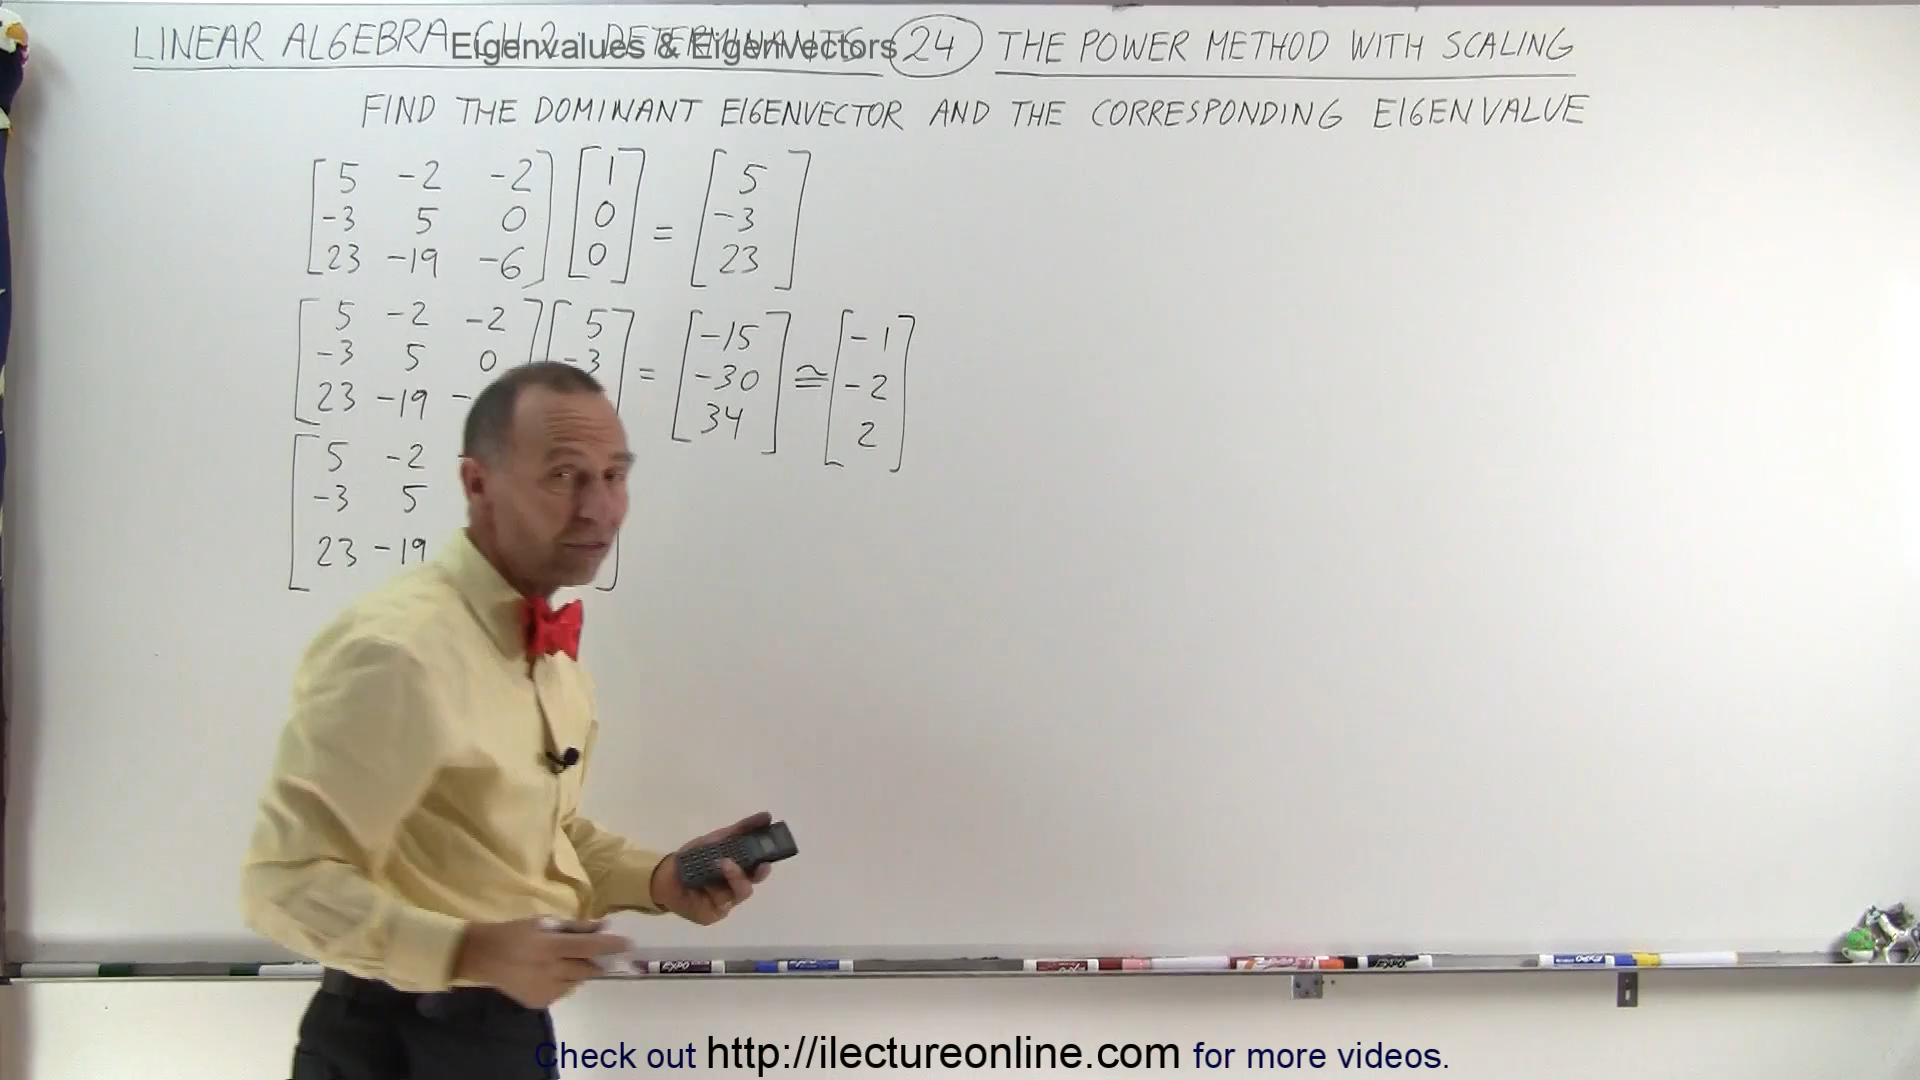 LINEAR ALGEBRA CH 2: DETERMINANTS 24 THE POWER METHOD WITH SCALING
Eigenvalues & Eigenvectors
FIND THE DOMINANT EIGENVECTOR AND THE CORRESPONDING EIGENVALUE
5 -2 -2 1 5
-3 5 0 0 = -3
23 -19 -6 0 23
5 -2 -2 5 -15 -1
-3 5 0 -3 = -30 ≅ -2
23 -19 34 2
5 -2
-3 5
23 -19
EXPO
EXPO
Check out http://ilectureonline.com for more videos.